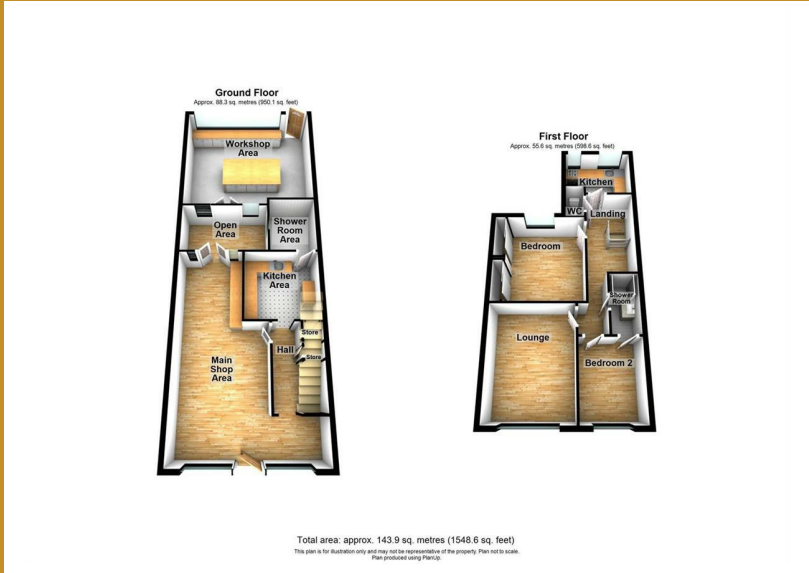 Ground Floor
Approx. 88.3 sq. metres (950.1 sq. feet)
Workshop
Area
Open
Area
Shower
Room
Area
Kitchen
Area
Store
Hall
Store
Main
Shop
Area
First Floor
Approx. 55.6 sq. metres (598.6 sq. feet)
Kitchen
WC
Landing
Bedroom
Shower
Room
Lounge
Bedroom 2
Total area: approx. 143.9 sq. metres (1548.6 sq. feet)
This plan is for illustration only and may not be representative of the property. Plan not to scale.
Plan produced using PlanUp.